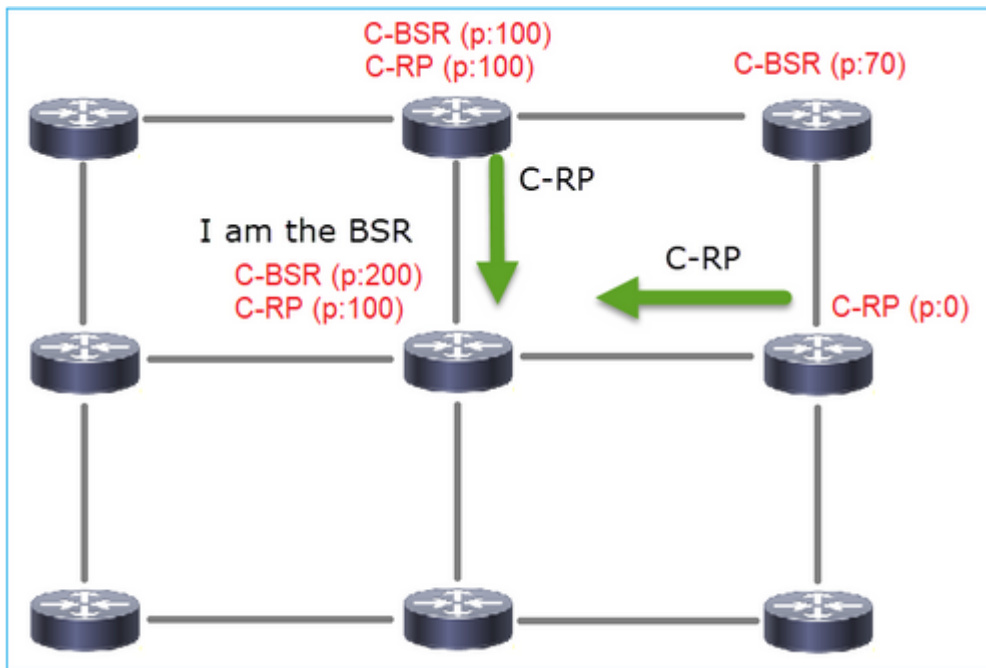 C-BSR (p:100)
C-RP (p:100)
C-BSR (p:70)
C-RP
I am the BSR
C-BSR (p:200)
C-RP (p:100)
C-RP
C-RP (p:0)